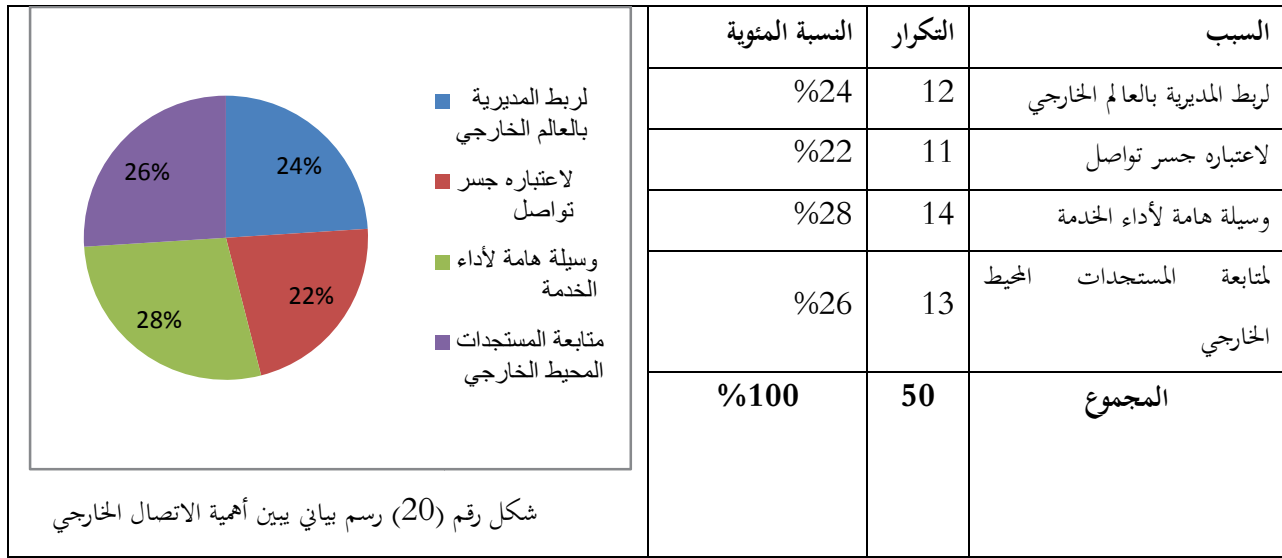 السبب التكرار النسبة المئوية
لربط المديرية بالعالم الخارجي 12 %24
لاعتباره جسر تواصل 11 %22
وسيلة هامة لأداء الخدمة 14 %28
لمتابعة المستجدات المحيط
الخارجي 13 %26
المجموع 50 %100
لربط المديرية
بالعالم الخارجي
لاعتباره جسر
تواصل
وسيلة هامة لأداء
الخدمة
متابعة المستجدات
المحيط الخارجي
24%
22%
28%
26%
شكل رقم (20) رسم بياني يبين أهمية الاتصال الخارجي